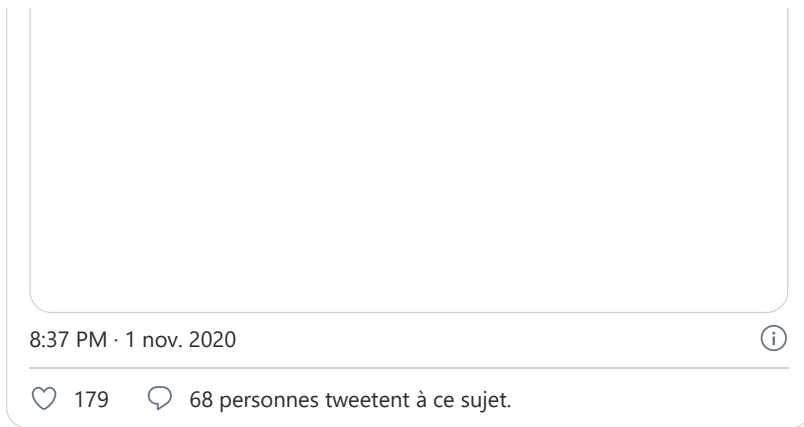 8:37 PM · 1 nov. 2020
179 68 personnes tweetent à ce sujet.